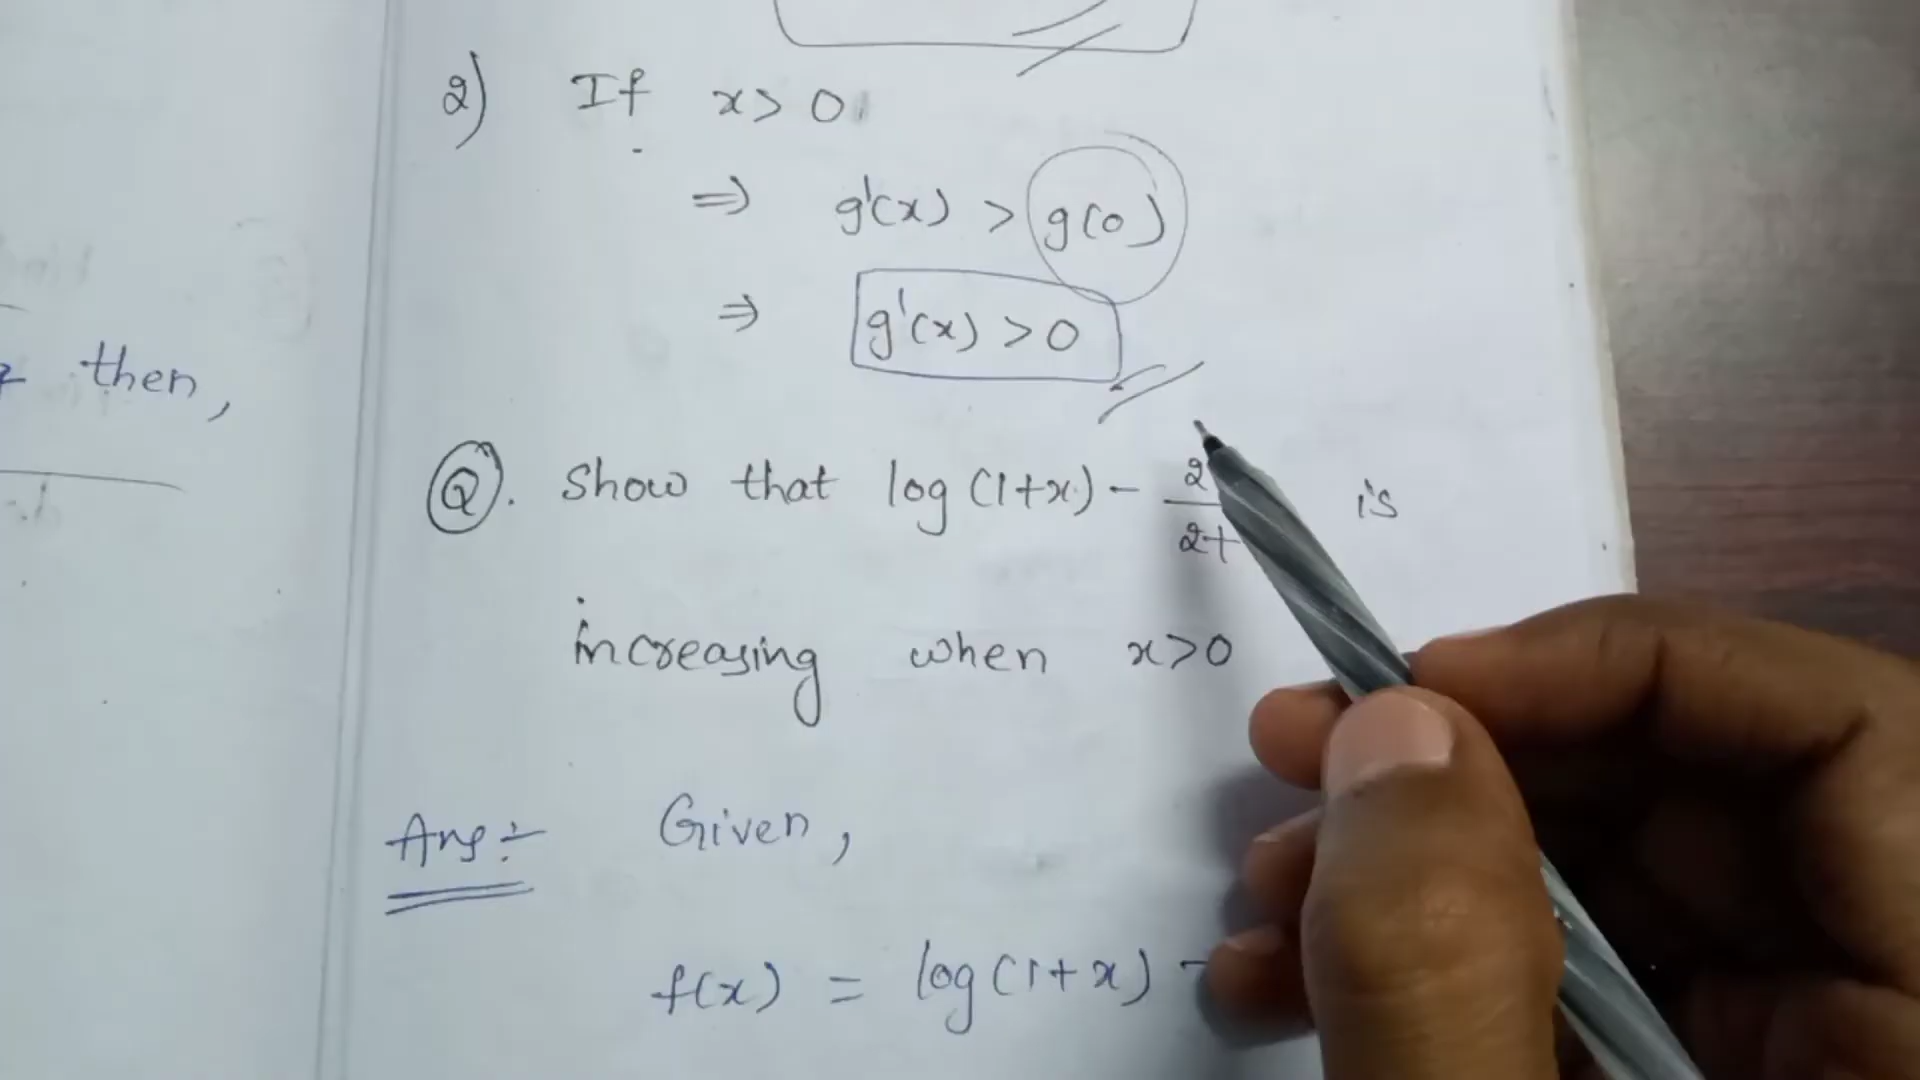 2) If x > 0
⇒ g'(x) > g(0)
⇒ g'(x) > 0
then,
Q. Show that log (1+x) - 2 / 2+ is
increasing when x>0
Ans:- Given,
f(x) = log (1+x) -